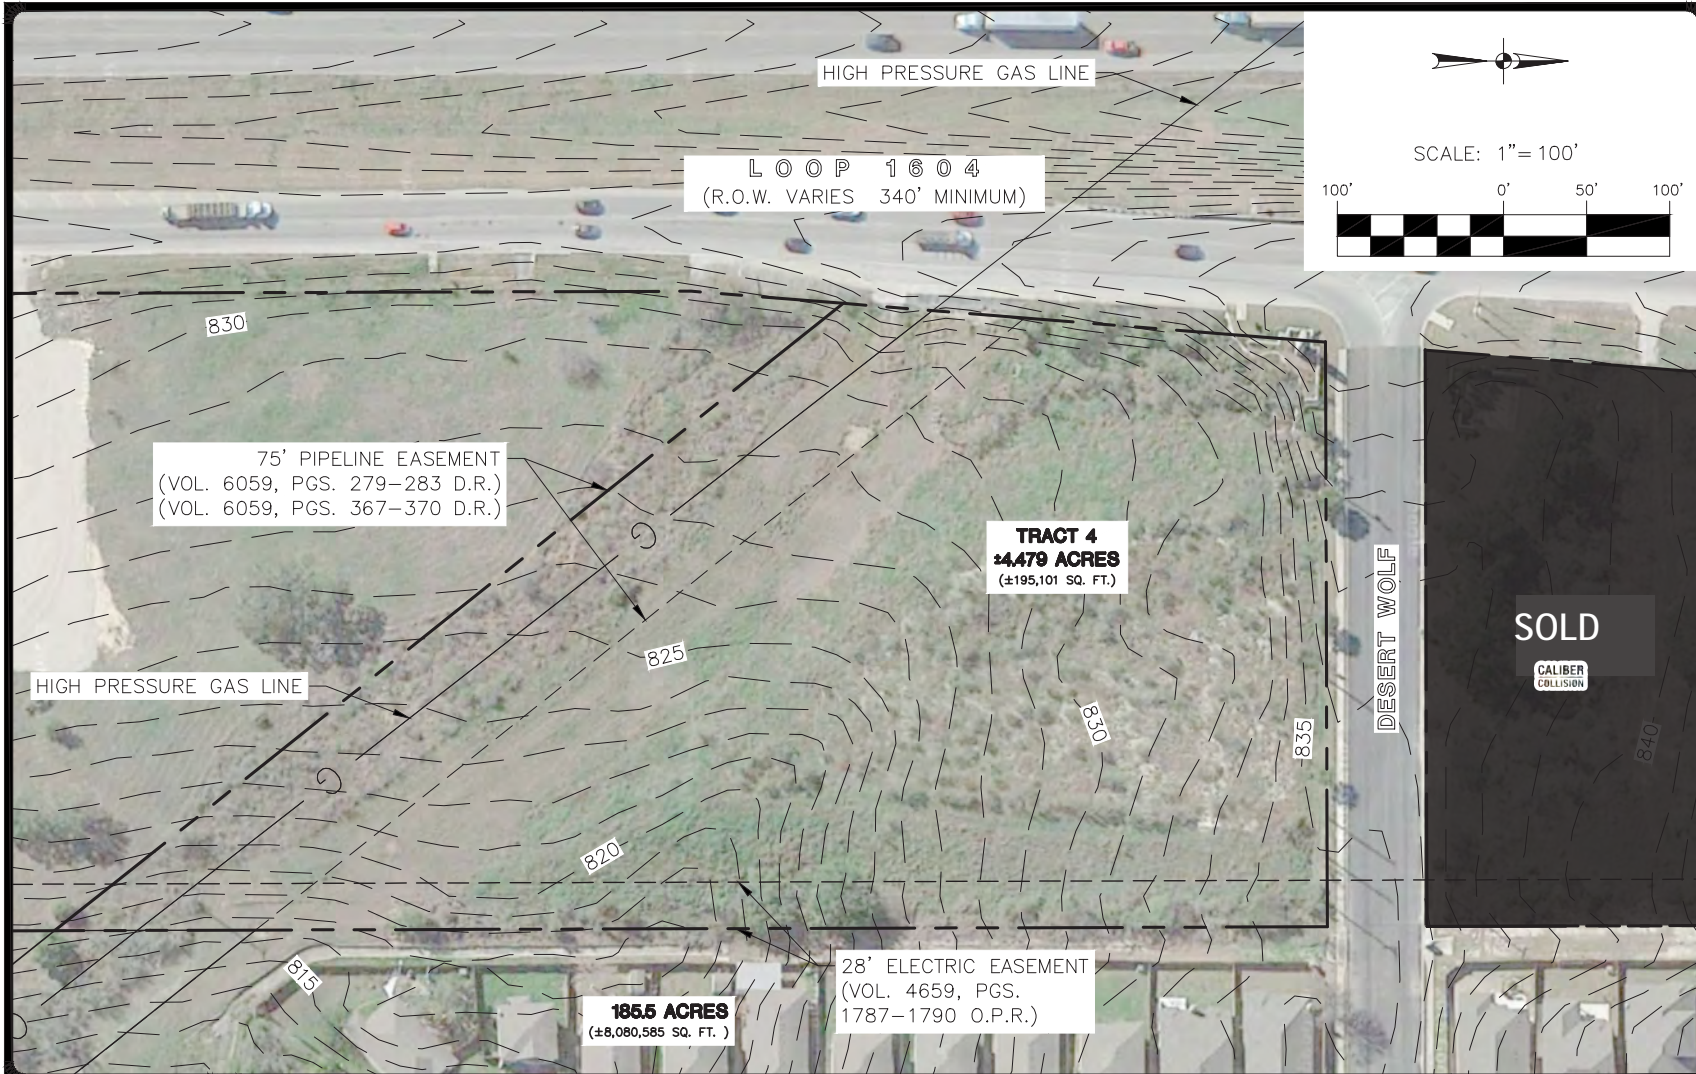 HIGH PRESSURE GAS LINE
LOOP 1604
(R.O.W. VARIES 340' MINIMUM)
SCALE: 1"=100'
100' 0' 50' 100'
830
75' PIPELINE EASEMENT
(VOL. 6059, PGS. 279-283 D.R.)
(VOL. 6059, PGS. 367-370 D.R.)
G
TRACT 4
±4.479 ACRES
(±195,101 SQ. FT.)
DESERT WOLF
SOLD
CALIBER
COLLISION
825
HIGH PRESSURE GAS LINE
830
835
840
G
820
815
28' ELECTRIC EASEMENT
(VOL. 4659, PGS.
1787-1790 O.P.R.)
185.5 ACRES
(±8,080,585 SQ. FT. )